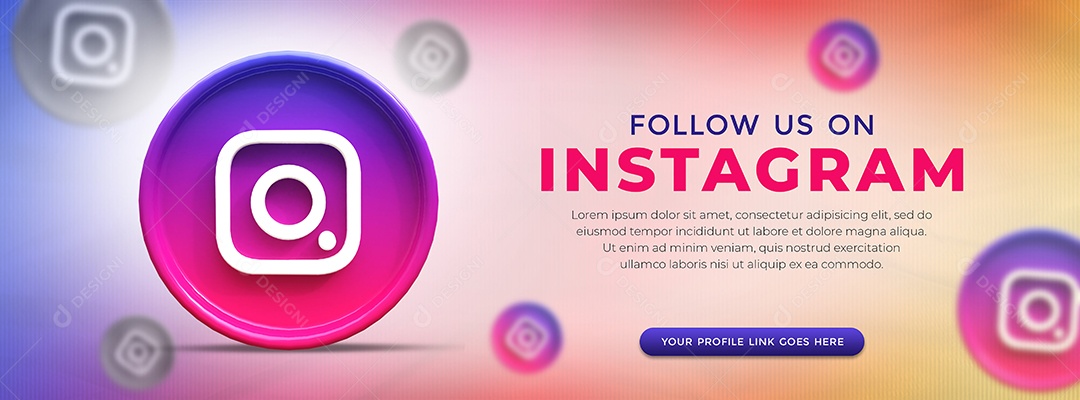 FOLLOW US ON
INSTAGRAM
Lorem ipsum dolor sit amet, consectetur adipisicing elit, sed do
eiusmod tempor incididunt ut labore et dolore magna aliqua.
Ut enim ad minim veniam, quis nostrud exercitation
ullamco laboris nisi ut aliquip ex ea commodo.
YOUR PROFILE LINK GOES HERE
DESIGNI